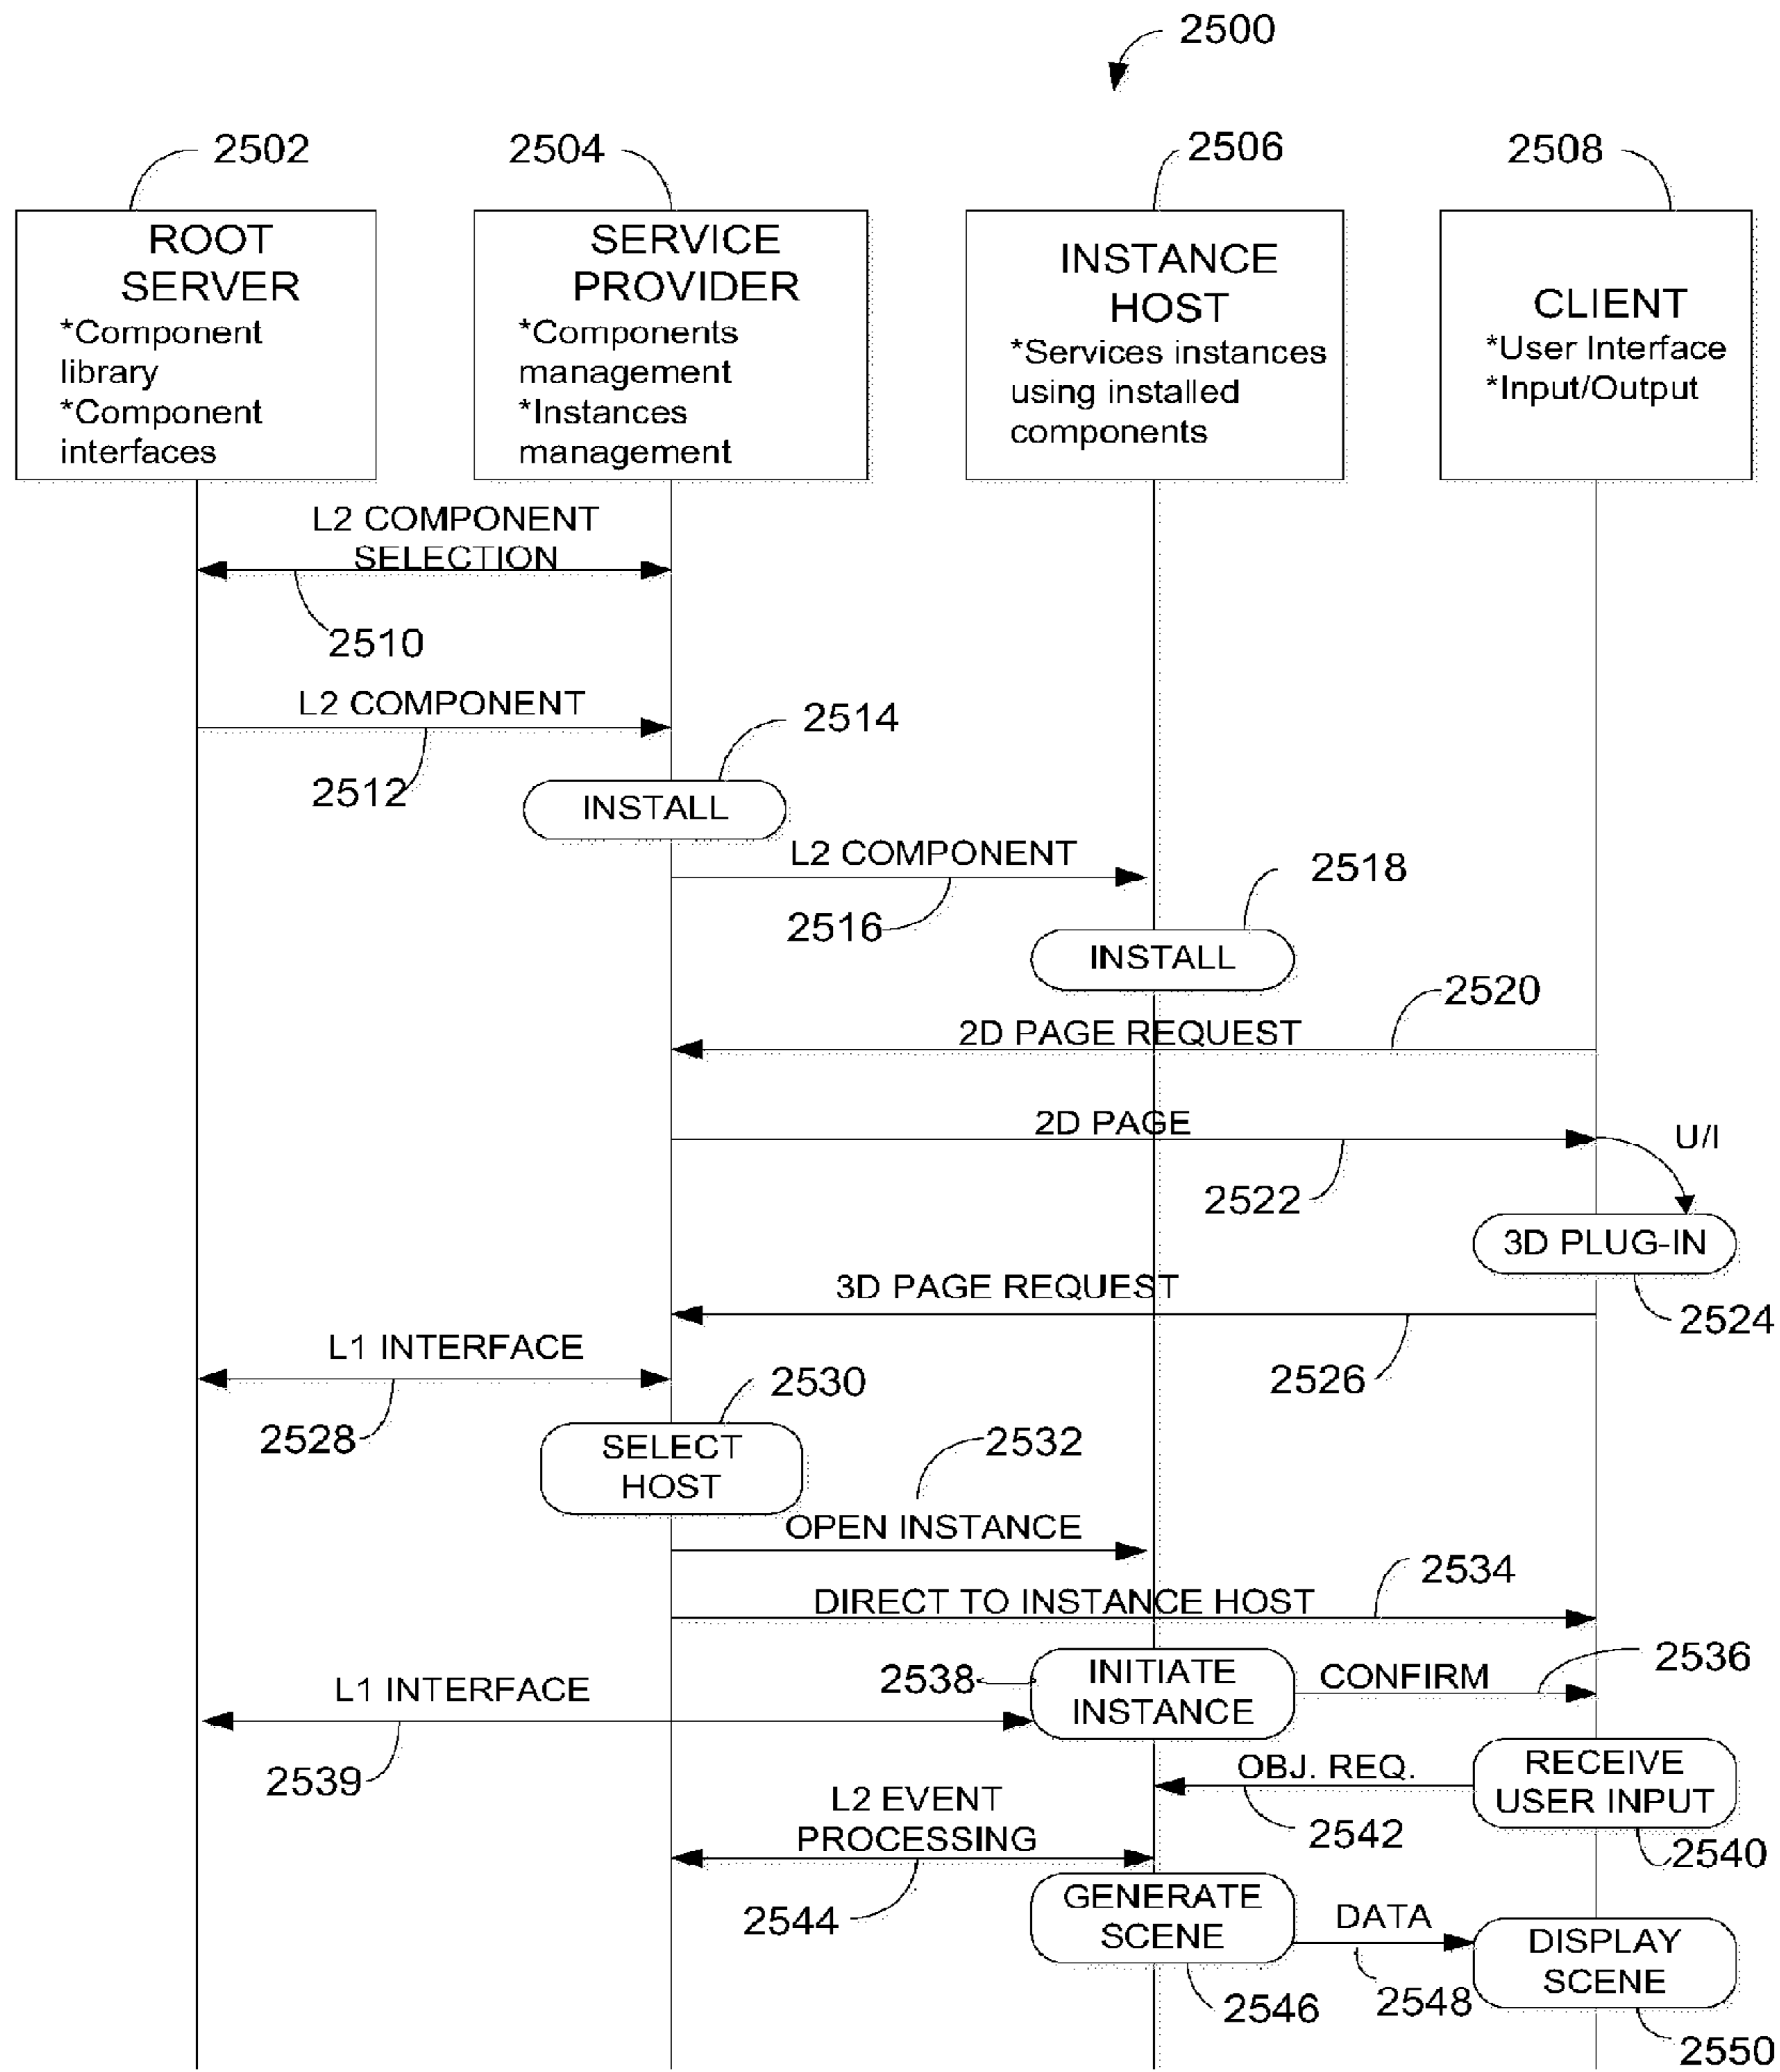 2500
2502
2504
2506
2508
ROOT
SERVER
*Component
library
*Component
interfaces
SERVICE
PROVIDER
*Components
management
*Instances
management
INSTANCE
HOST
*Services instances
using installed
components
CLIENT
*User Interface
*Input/Output
L2 COMPONENT
SELECTION
2510
L2 COMPONENT
2512
2514
INSTALL
L2 COMPONENT
2516
2518
INSTALL
2520
2D PAGE REQUEST
2D PAGE
2522
U/I
3D PLUG-IN
2524
3D PAGE REQUEST
2526
L1 INTERFACE
2528
2530
SELECT
HOST
2532
OPEN INSTANCE
2534
DIRECT TO INSTANCE HOST
2536
2538
INITIATE
INSTANCE
CONFIRM
L1 INTERFACE
2539
RECEIVE
USER INPUT
2540
OBJ. REQ.
2542
L2 EVENT
PROCESSING
2544
GENERATE
SCENE
2546
DATA
2548
DISPLAY
SCENE
2550